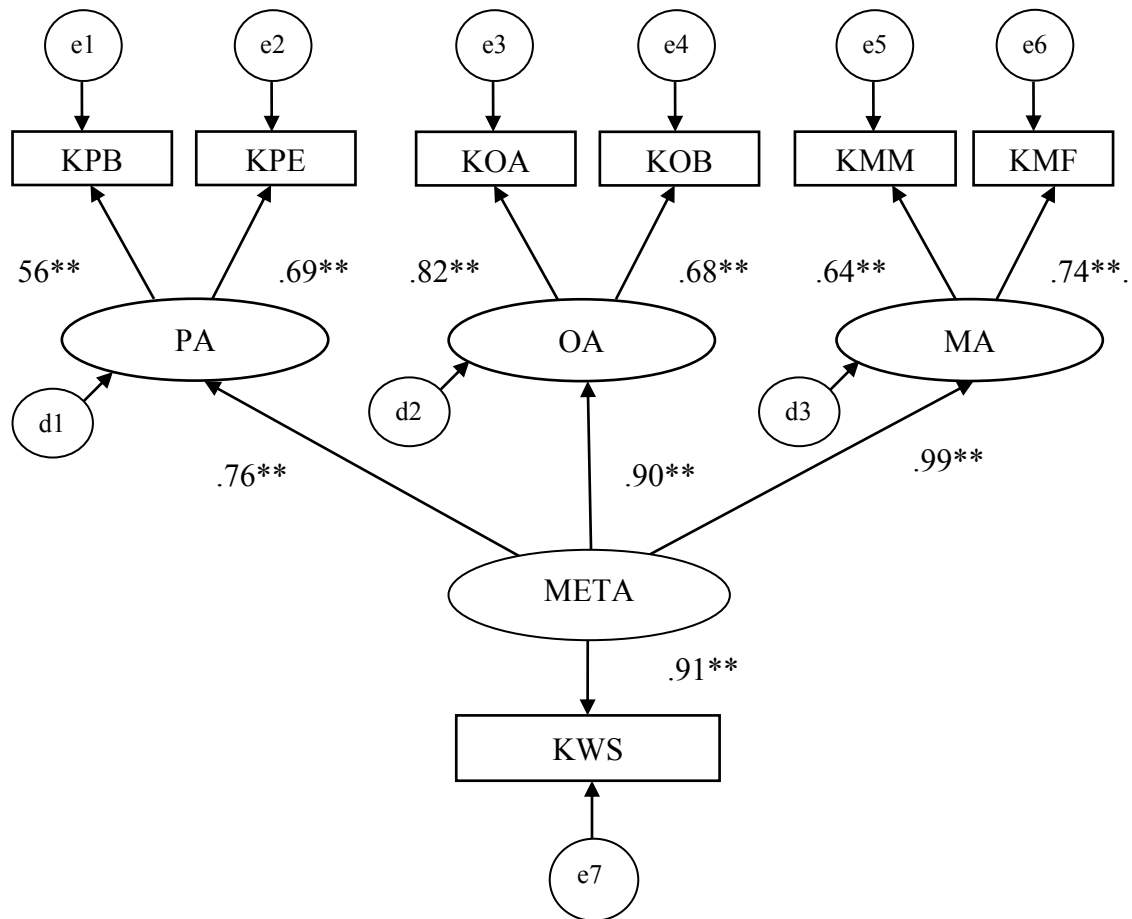 e1 e2 e3 e4 e5 e6
KPB KPE KOA KOB KMM KMF
56** .69** .82** .68** .64** .74**.
PA OA MA
d1 d2 d3
.76** .90** .99**
META
.91**
KWS
e7